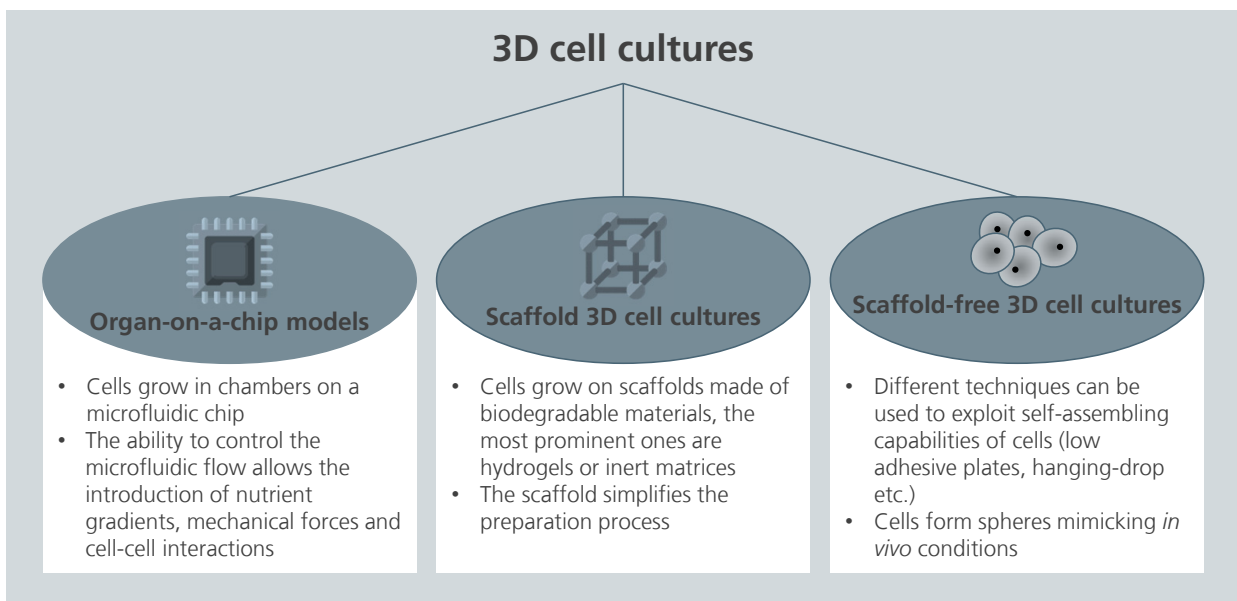 3D cell cultures
Organ-on-a-chip models
• Cells grow in chambers on a
microfluidic chip
• The ability to control the
microfluidic flow allows the
introduction of nutrient
gradients, mechanical forces and
cell-cell interactions
Scaffold 3D cell cultures
• Cells grow on scaffolds made of
biodegradable materials, the
most prominent ones are
hydrogels or inert matrices
• The scaffold simplifies the
preparation process
Scaffold-free 3D cell cultures
• Different techniques can be
used to exploit self-assembling
capabilities of cells (low
adhesive plates, hanging-drop
etc.)
• Cells form spheres mimicking in
vivo conditions